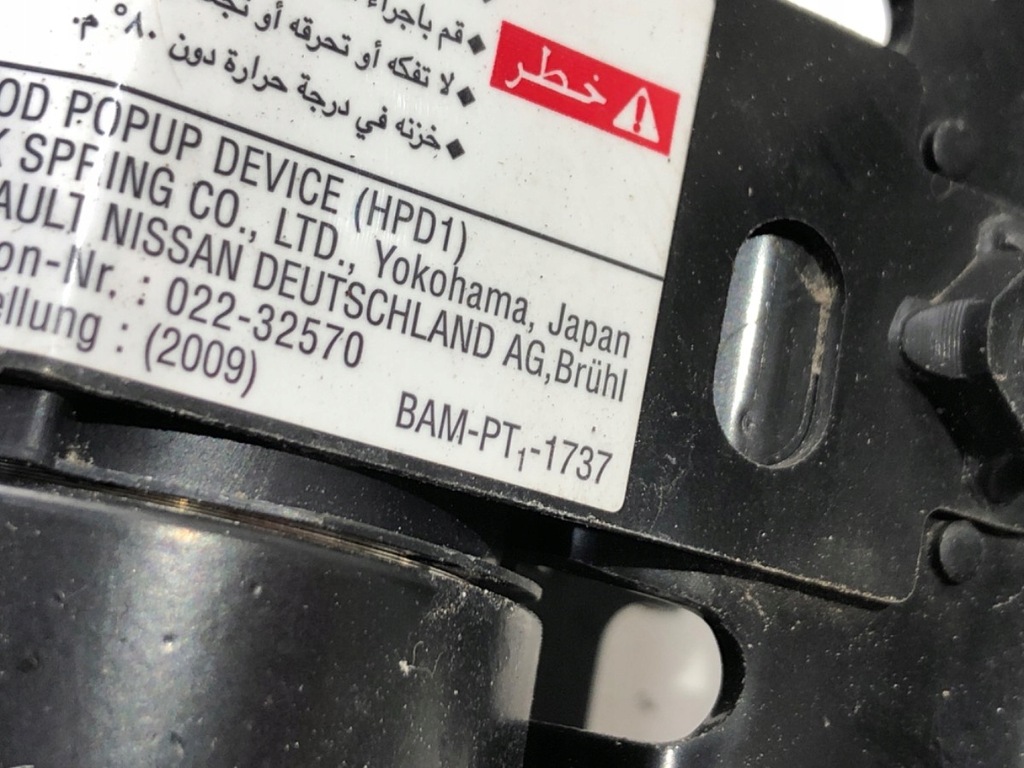 قم باجراء
خطر
لا تفكه أو تحرقه أو
خزنه في درجة حرارة دون ٨٠° م.
OD POPUP DEVICE (HPD1)
K SPRING CO., LTD., Yokohama, Japan
AULT NISSAN DEUTSCHLAND AG,Brühl
on-Nr. : 022-32570
ellung : (2009)
BAM-PT1-1737